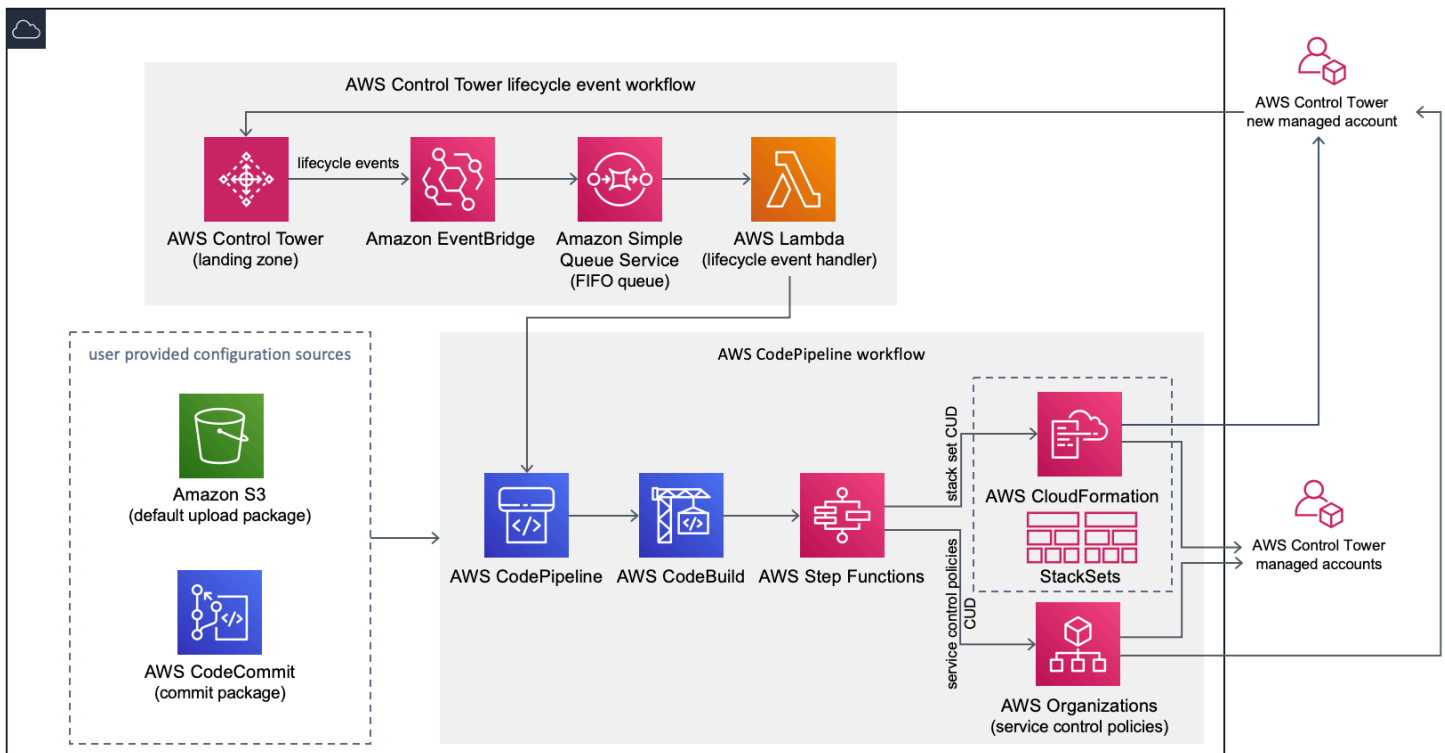 AWS Control Tower lifecycle event workflow
AWS Control Tower
new managed account
lifecycle events
AWS Control Tower
(landing zone)
Amazon EventBridge
Amazon Simple
Queue Service
(FIFO queue)
AWS Lambda
(lifecycle event handler)
user provided configuration sources
Amazon S3
(default upload package)
AWS CodeCommit
(commit package)
AWS CodePipeline workflow
AWS CodePipeline
AWS CodeBuild
AWS Step Functions
stack set CUD
service control policies
CUD
AWS CloudFormation
StackSets
AWS Organizations
(service control policies)
AWS Control Tower
managed accounts